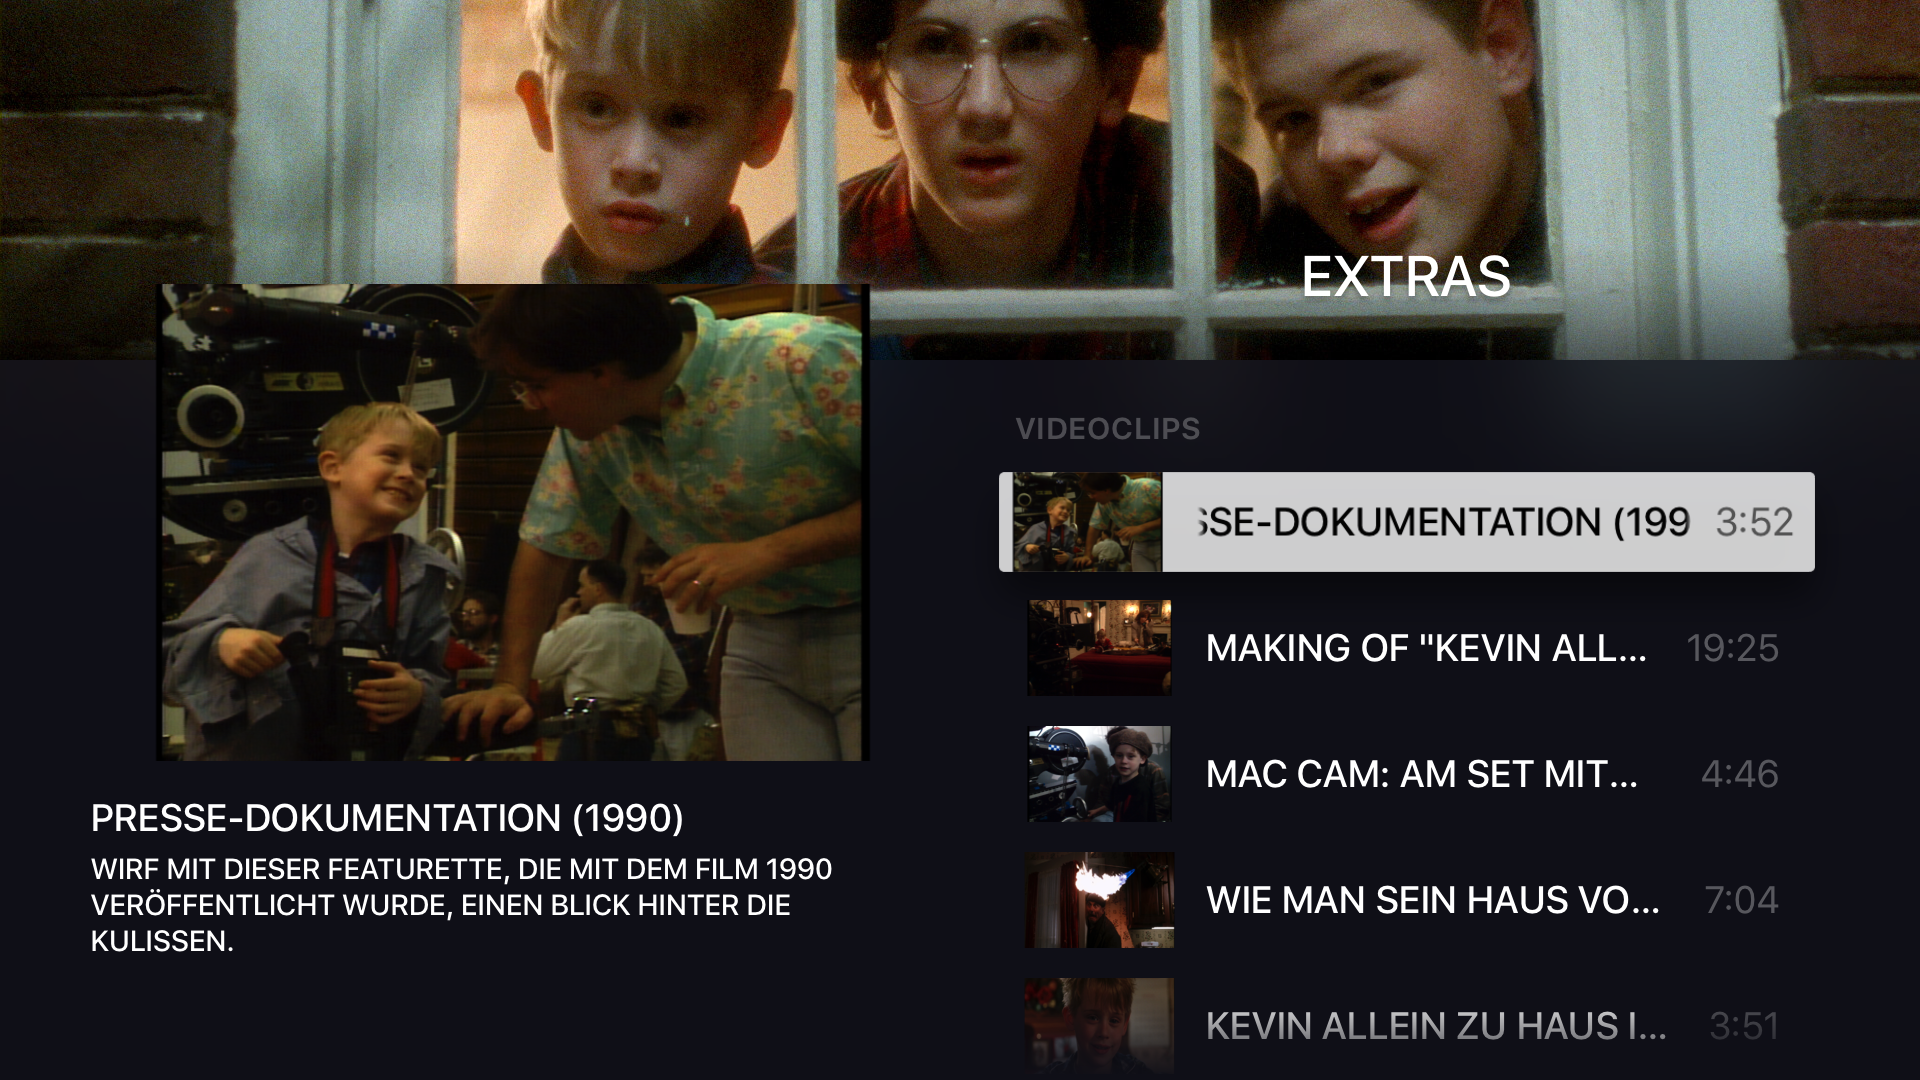 EXTRAS
VIDEOCLIPS
SSE-DOKUMENTATION (199 3:52
MAKING OF "KEVIN ALL... 19:25
MAC CAM: AM SET MIT... 4:46
WIE MAN SEIN HAUS VO... 7:04
KEVIN ALLEIN ZU HAUS I... 3:51
PRESSE-DOKUMENTATION (1990)
WIRF MIT DIESER FEATURETTE, DIE MIT DEM FILM 1990
VERÖFFENTLICHT WURDE, EINEN BLICK HINTER DIE
KULISSEN.